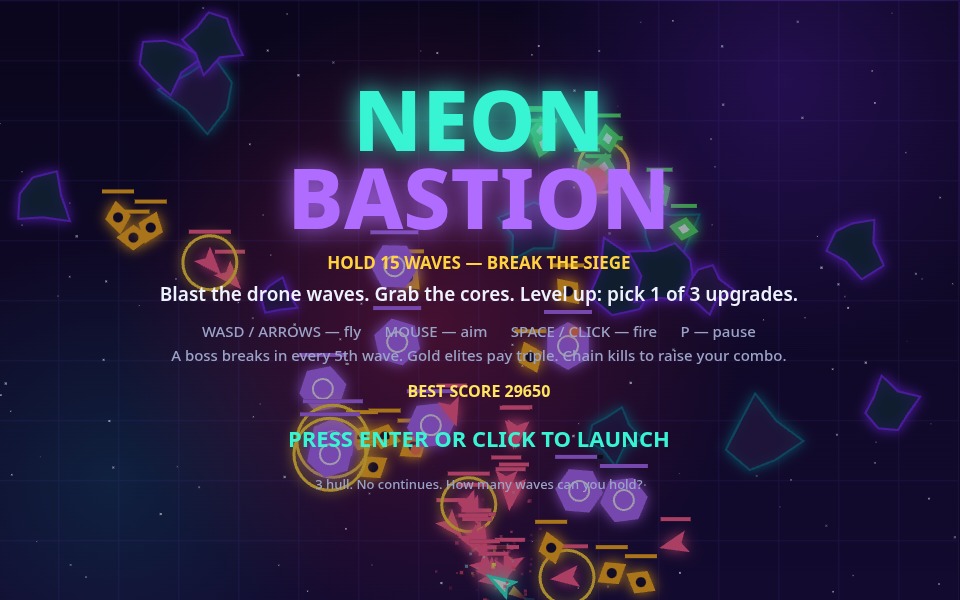 NEON
BASTION
HOLD 15 WAVES — BREAK THE SIEGE
Blast the drone waves. Grab the cores. Level up: pick 1 of 3 upgrades.
WASD / ARROWS — fly MOUSE — aim SPACE / CLICK — fire P — pause
A boss breaks in every 5th wave. Gold elites pay triple. Chain kills to raise your combo.
BEST SCORE 29650
PRESS ENTER OR CLICK TO LAUNCH
3 hull. No continues. How many waves can you hold?